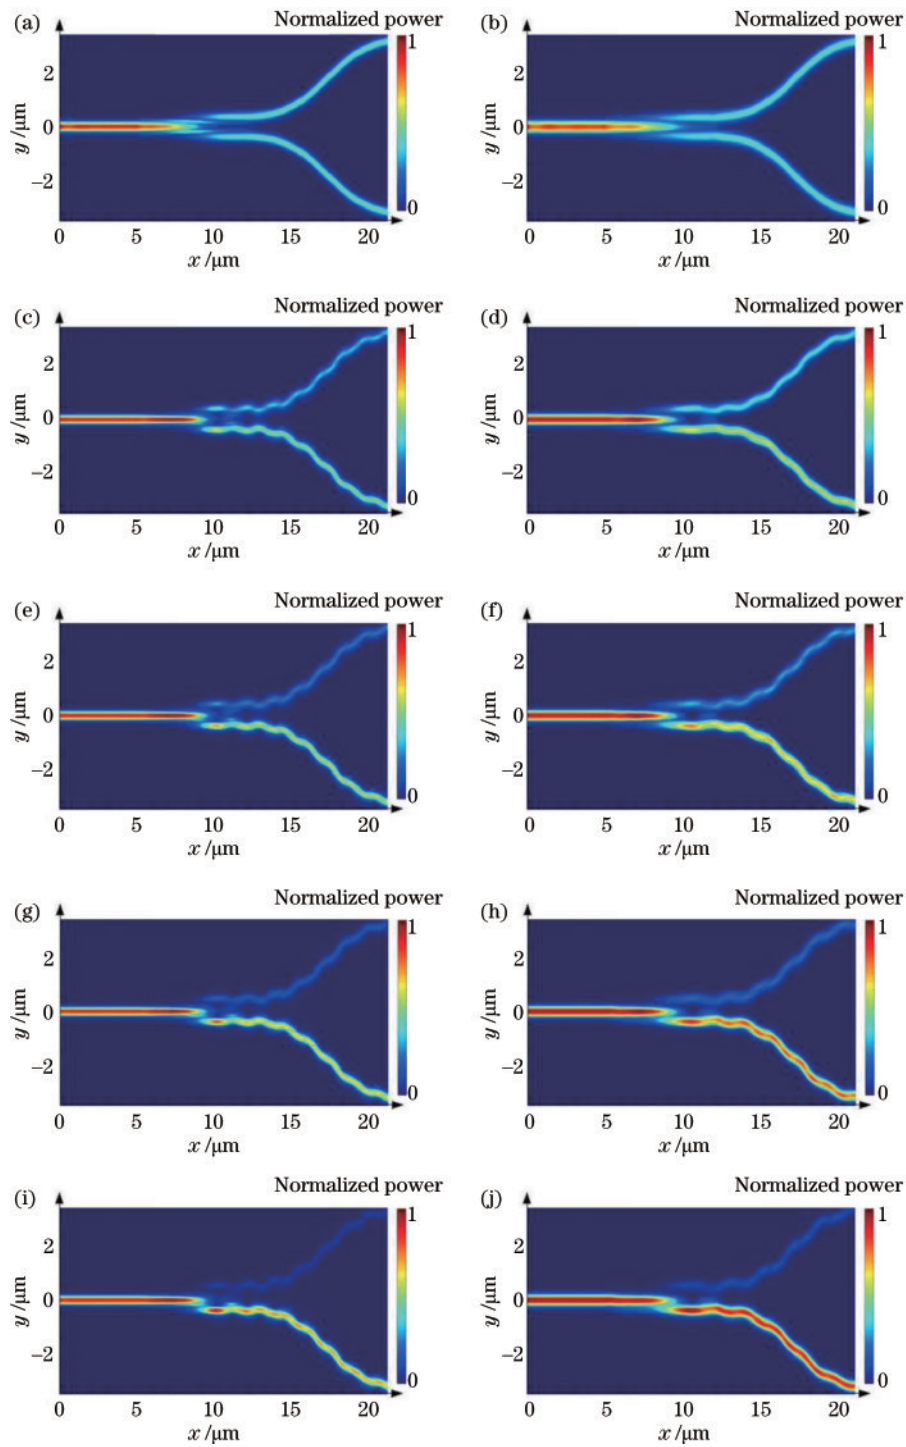 (a) Normalized power (b) Normalized power
1 1
2 2
y /μm 0 y /μm 0
−2 −2
0 0
0 5 10 15 20 0 5 10 15 20
x /μm x /μm
(c) Normalized power (d) Normalized power
1 1
2 2
y /μm 0 y /μm 0
−2 −2
0 0
0 5 10 15 20 0 5 10 15 20
x /μm x /μm
(e) Normalized power (f) Normalized power
1 1
2 2
y /μm 0 y /μm 0
−2 −2
0 0
0 5 10 15 20 0 5 10 15 20
x /μm x /μm
(g) Normalized power (h) Normalized power
1 1
2 2
y /μm 0 y /μm 0
−2 −2
0 0
0 5 10 15 20 0 5 10 15 20
x /μm x /μm
(i) Normalized power (j) Normalized power
1 1
2 2
y /μm 0 y /μm 0
−2 −2
0 0
0 5 10 15 20 0 5 10 15 20
x /μm x /μm